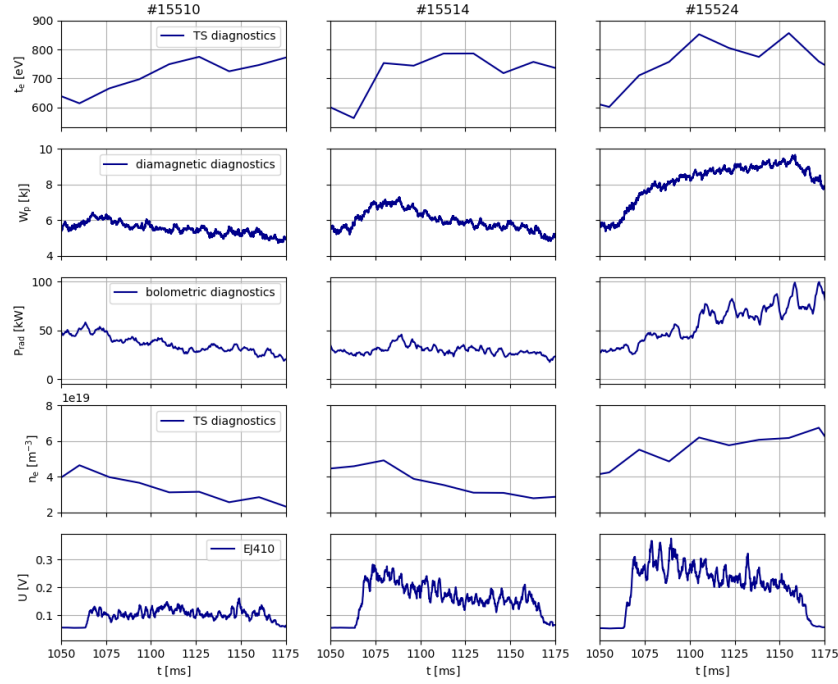 #15510 #15514 #15524
900
800
700
600
t_e [eV]
TS diagnostics
10
8
6
4
W_p [kJ]
diamagnetic diagnostics
100
50
0
P_rad [kW]
bolometric diagnostics
1e19
8
6
4
2
n_e [m⁻³]
TS diagnostics
0.3
0.2
0.1
U [V]
EJ410
1050 1075 1100 1125 1150 1175 1050 1075 1100 1125 1150 1175 1050 1075 1100 1125 1150 1175
t [ms] t [ms] t [ms]